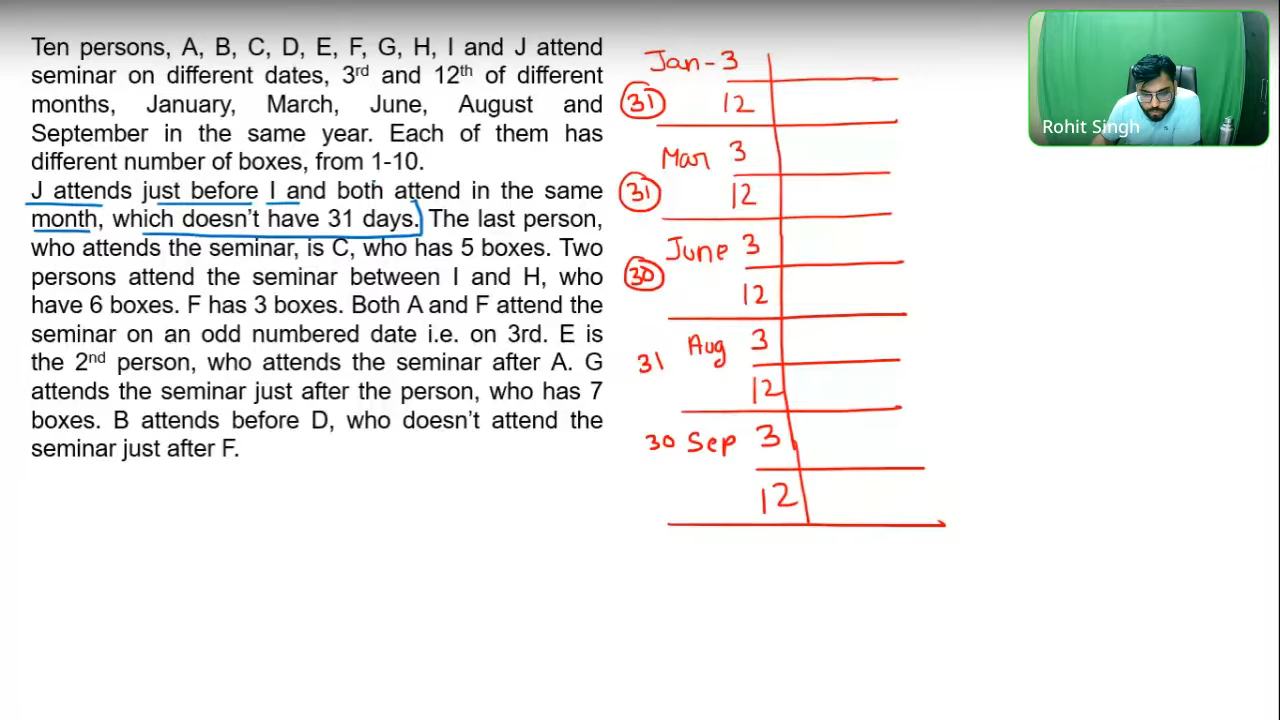 Ten persons, A, B, C, D, E, F, G, H, I and J attend
seminar on different dates, 3rd and 12th of different
months, January, March, June, August and
September in the same year. Each of them has
different number of boxes, from 1-10.
J attends just before I and both attend in the same
month, which doesn't have 31 days. The last person,
who attends the seminar, is C, who has 5 boxes. Two
persons attend the seminar between I and H, who
have 6 boxes. F has 3 boxes. Both A and F attend the
seminar on an odd numbered date i.e. on 3rd. E is
the 2nd person, who attends the seminar after A. G
attends the seminar just after the person, who has 7
boxes. B attends before D, who doesn't attend the
seminar just after F.
Jan - 3
31 12
Mar 3
31 12
June 3
30 12
Aug 3
31 12
30 Sep 3
12
Rohit Singh